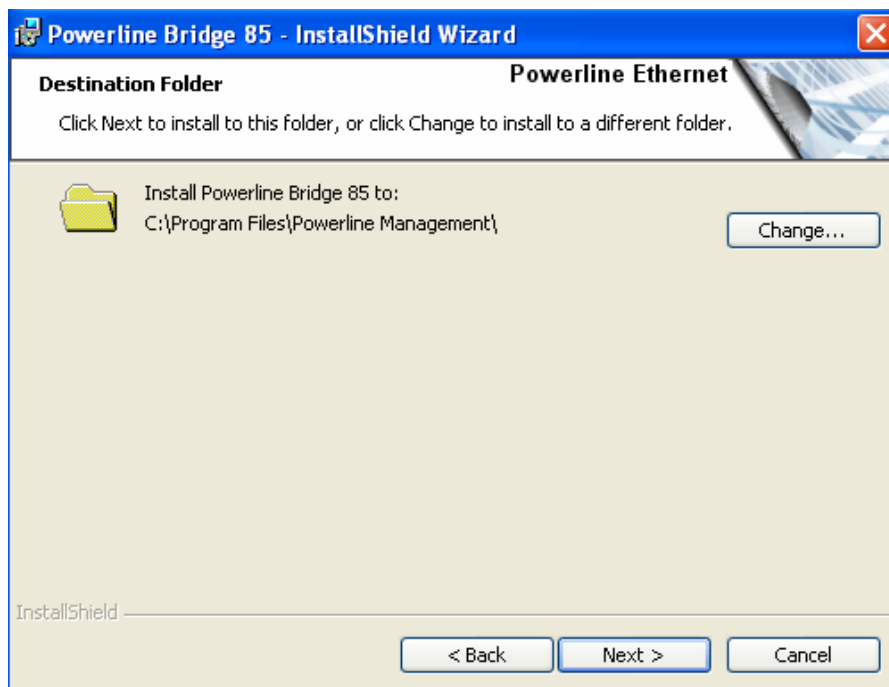 Powerline Bridge 85 - InstallShield Wizard
Powerline Ethernet
Destination Folder
Click Next to install to this folder, or click Change to install to a different folder.
Install Powerline Bridge 85 to:
C:\Program Files\Powerline Management\
Change...
InstallShield
< Back
Next >
Cancel